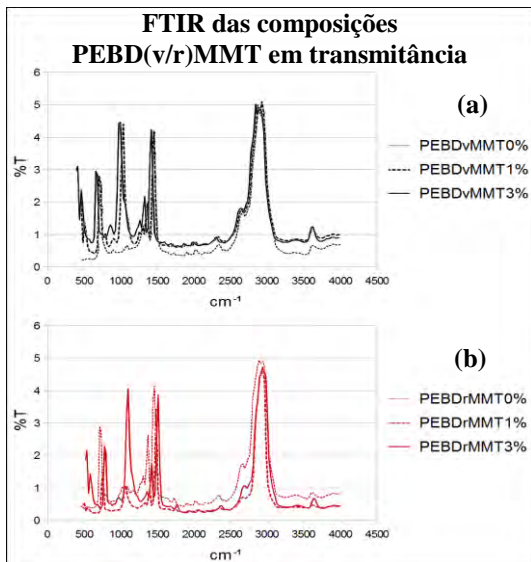 FTIR das composições
PEBD(v/r)MMT em transmitância
6
5
4
3
2
1
0
%T
500 1000 1500 2000 2500 3000 3500 4000 4500
cm⁻¹
(a)
PEBDvMMT0%
PEBDvMMT1%
PEBDvMMT3%
6
5
4
3
2
1
0
%T
500 1000 1500 2000 2500 3000 3500 4000 4500
cm⁻¹
(b)
PEBDrMMT0%
PEBDrMMT1%
PEBDrMMT3%